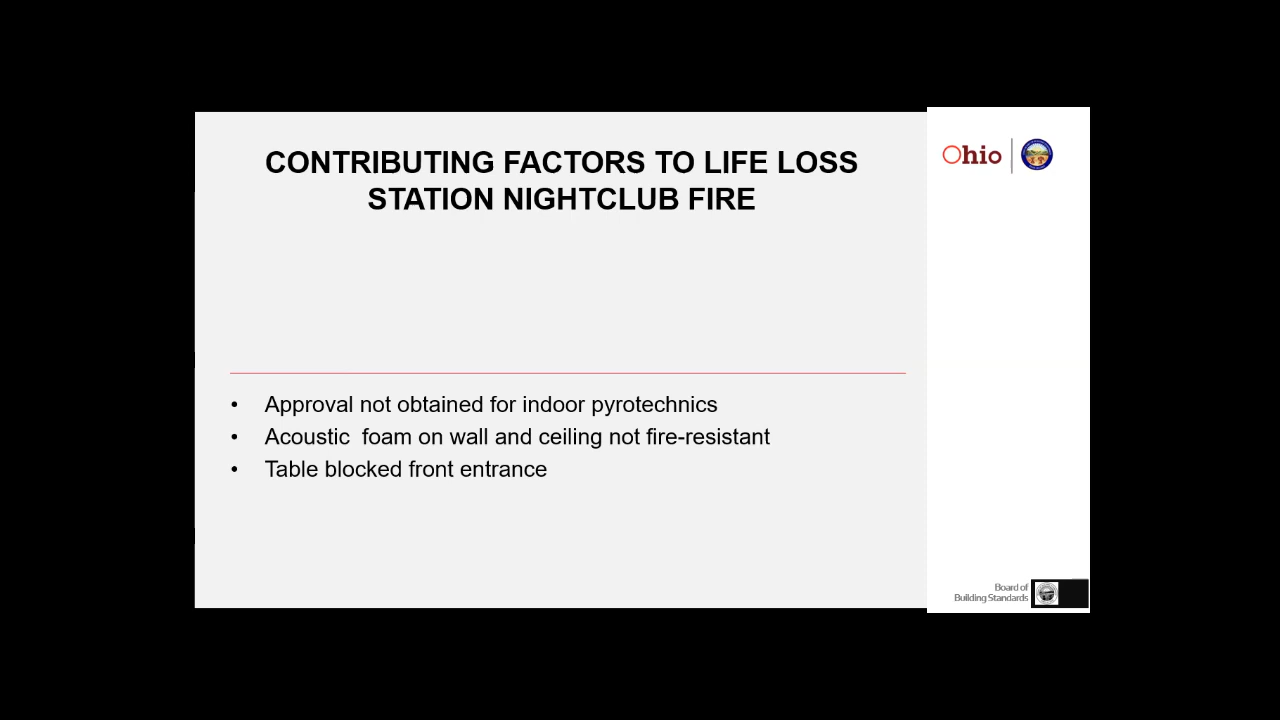 CONTRIBUTING FACTORS TO LIFE LOSS
STATION NIGHTCLUB FIRE
Ohio
• Approval not obtained for indoor pyrotechnics
• Acoustic  foam on wall and ceiling not fire-resistant
• Table blocked front entrance
Board of
Building Standards